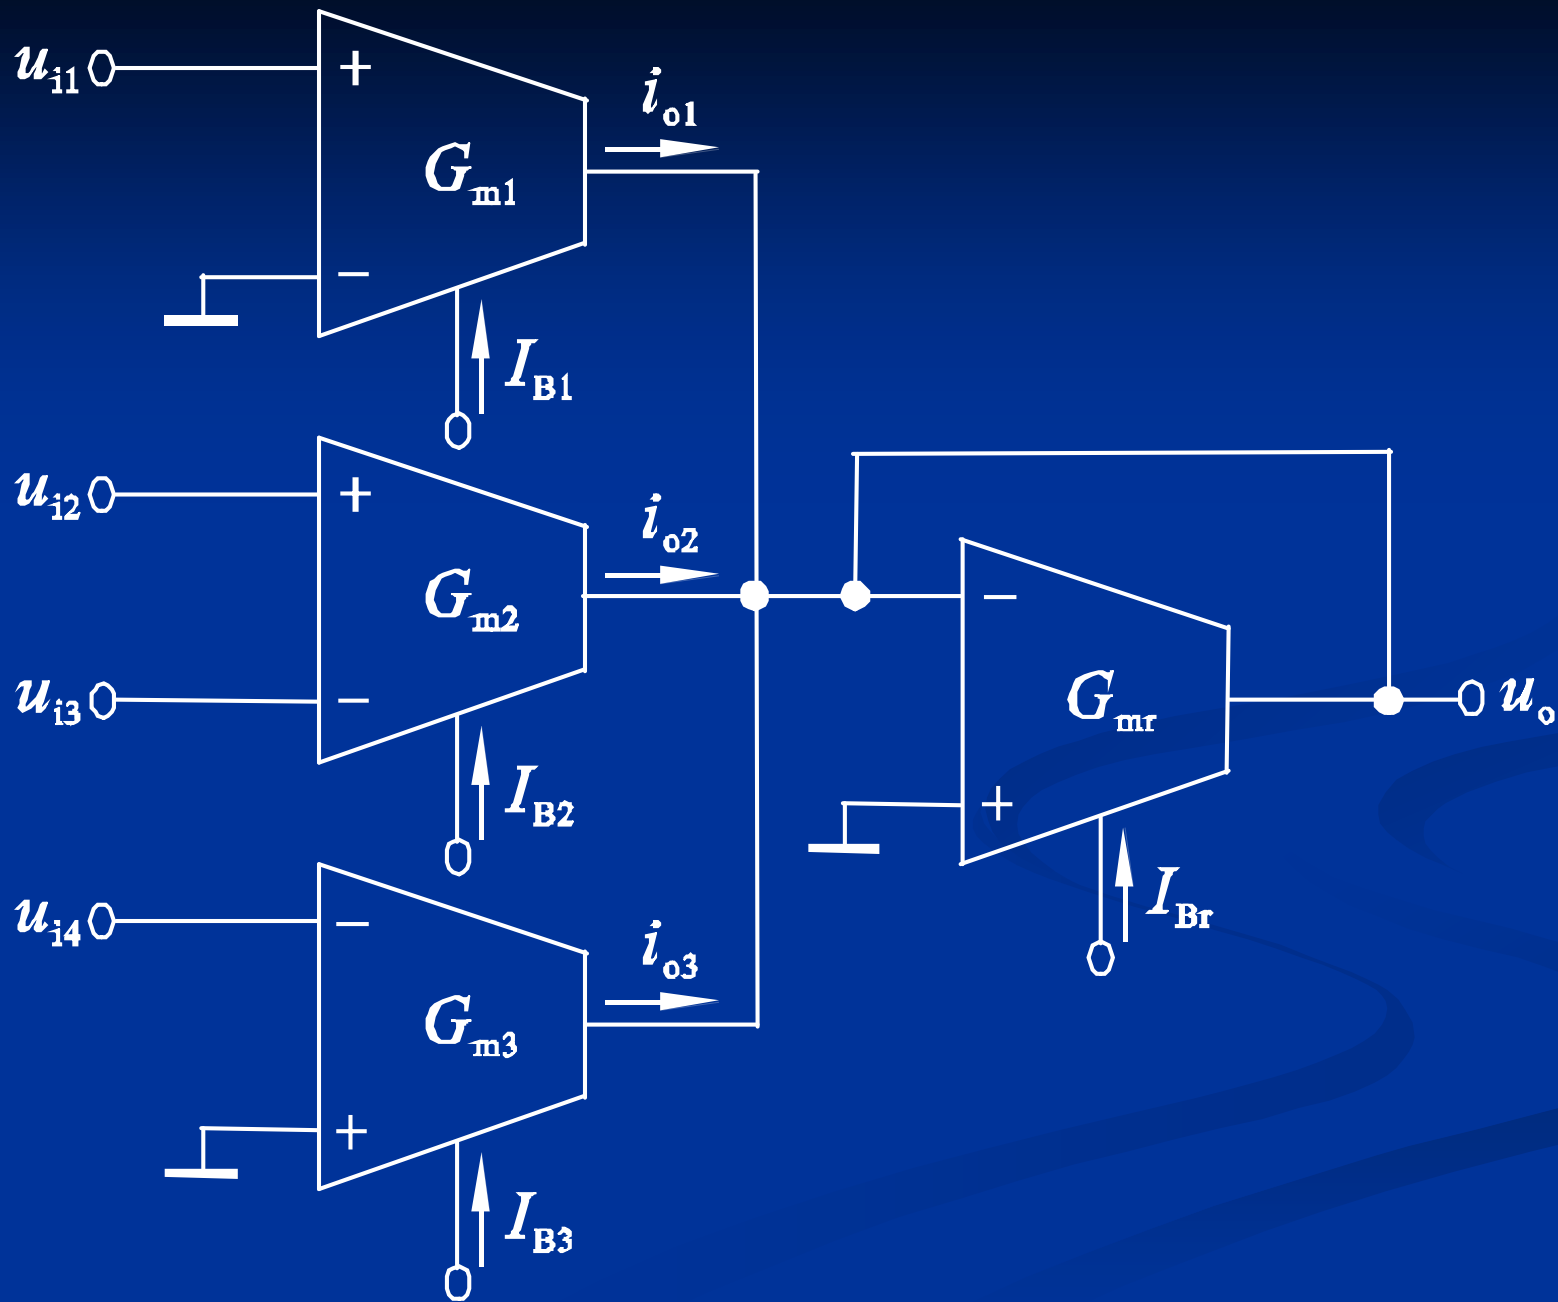 u_i1
+
i_o1
G_m1
−
I_B1
u_i2
+
i_o2
G_m2
−
u_i3
−
G_mr
u_o
I_B2
+
I_Br
u_i4
−
i_o3
G_m3
+
I_B3